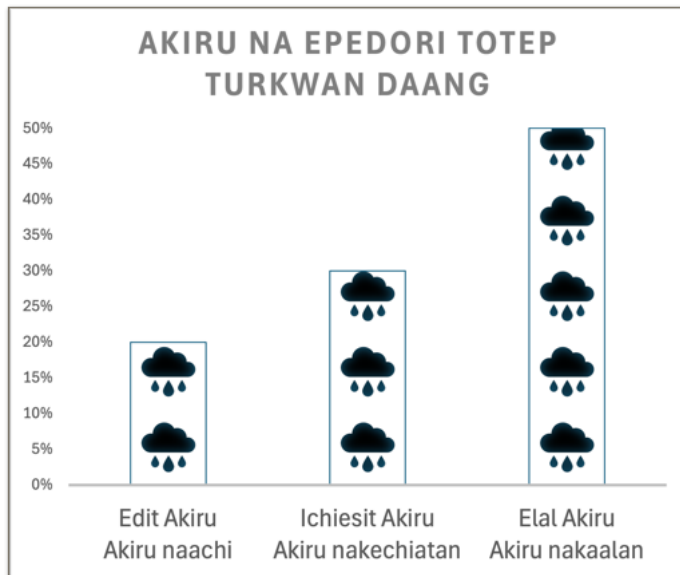 AKIRU NA EPEDORI TOTEP
TURKWAN DAANG
50%
45%
40%
35%
30%
25%
20%
15%
10%
5%
0%
Edit Akiru
Akiru naachi
Ichiesit Akiru
Akiru nakechiatan
Elal Akiru
Akiru nakaalan